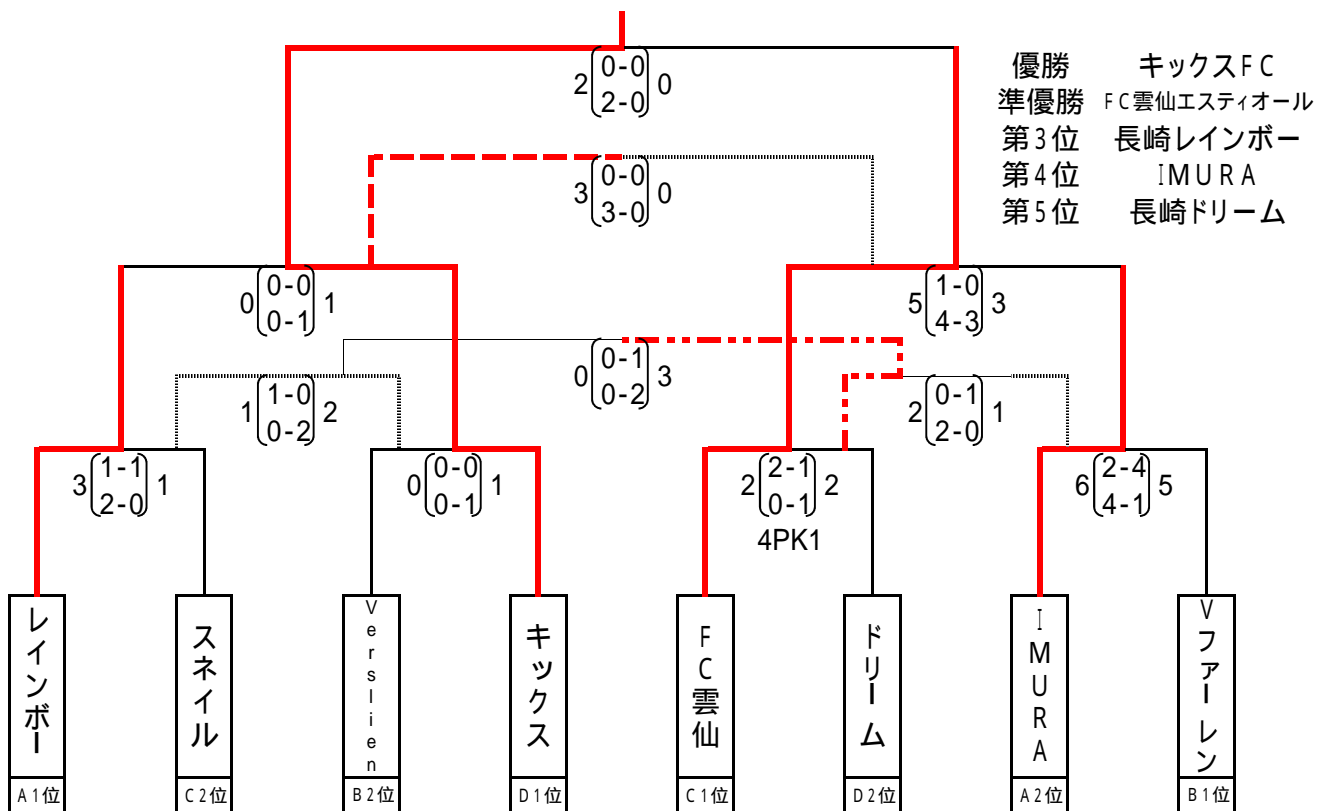 2 0-0 0
2-0
優勝 キックスFC
準優勝 FC雲仙エスティオール
第3位 長崎レインボー
第4位 IMURA
第5位 長崎ドリーム
3 0-0 0
3-0
0 0-0 1
0-1
5 1-0 3
4-3
0 0-1 3
0-2
1 1-0 2
0-2
2 0-1 1
2-0
3 1-1 1
2-0
0 0-0 1
0-1
2 2-1 2
0-1
4PK1
6 2-4 5
4-1
レインボー
スネイル
Verslien
キックス
FC雲仙
ドリーム
IMURA
Vファーレン
A1位
C2位
B2位
D1位
C1位
D2位
A2位
B1位